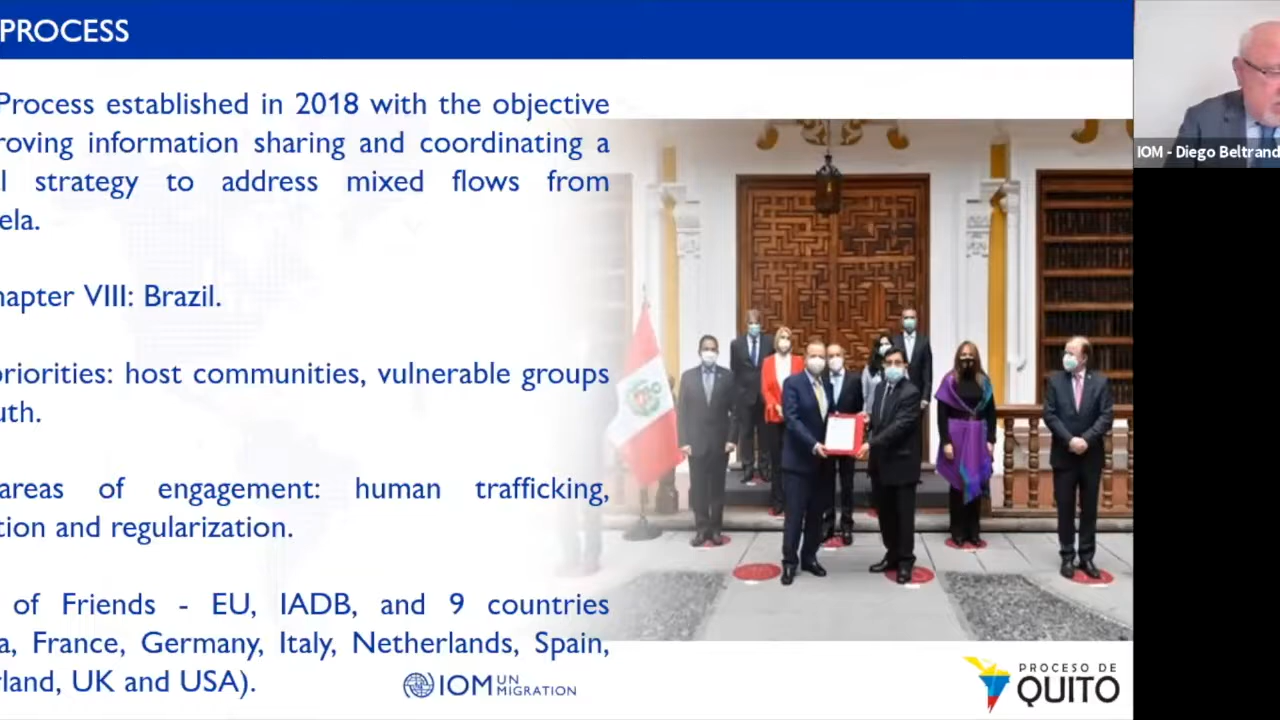 PROCESS
Process established in 2018 with the objective
roving information sharing and coordinating a
l strategy to address mixed flows from
ela.
hapter VIII: Brazil.
priorities: host communities, vulnerable groups
uth.
areas of engagement: human trafficking,
tion and regularization.
of Friends - EU, IADB, and 9 countries
a, France, Germany, Italy, Netherlands, Spain,
rland, UK and USA).
IOM UN MIGRATION
PROCESO DE
QUITO
IOM - Diego Beltrand